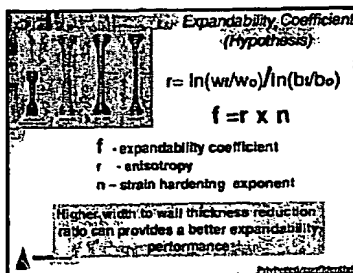 Expandability Coefficient
(Hypothesis)
r= ln(wf/wo)/ln(bf/bo)
f=r x n
f - expandability coefficient
r - anisotropy
n - strain hardening exponent
Higher width to wall thickness reduction
ratio can provides a better expandability
performance